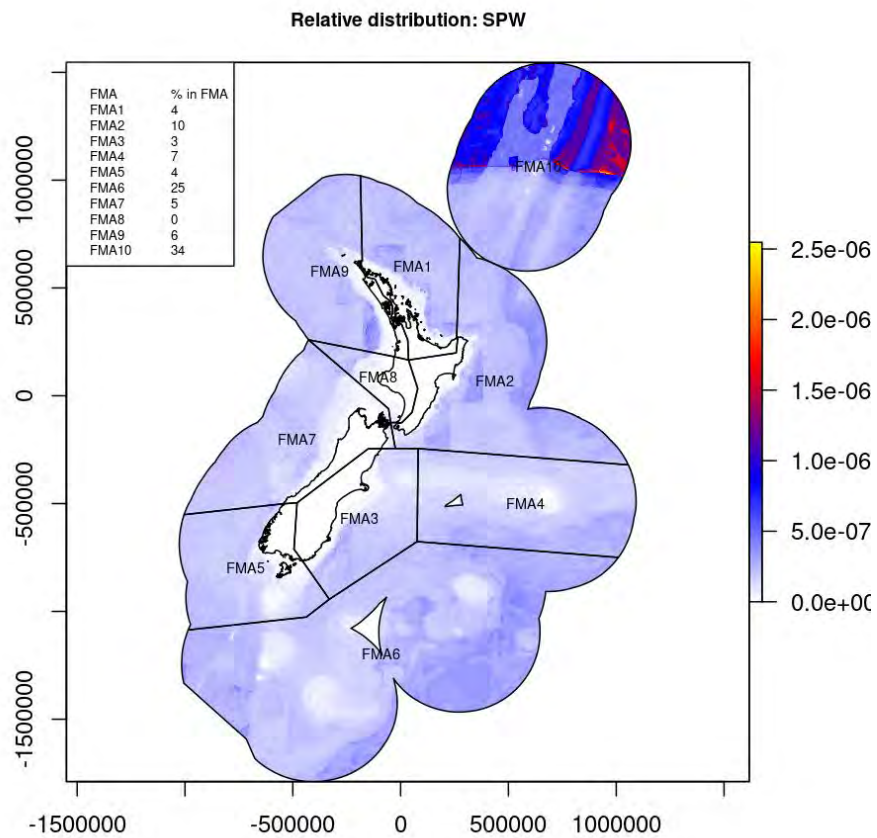 Relative distribution: SPW
FMA % in FMA
FMA1 4
FMA2 10
FMA3 3
FMA4 7
FMA5 4
FMA6 25
FMA7 5
FMA8 0
FMA9 6
FMA10 34
FMA10
FMA9
FMA1
FMA8
FMA2
FMA7
FMA4
FMA3
FMA5
FMA6
1000000
500000
0
-500000
-1500000
-1500000
-500000
0
500000
1000000
2.5e-06
2.0e-06
1.5e-06
1.0e-06
5.0e-07
0.0e+00